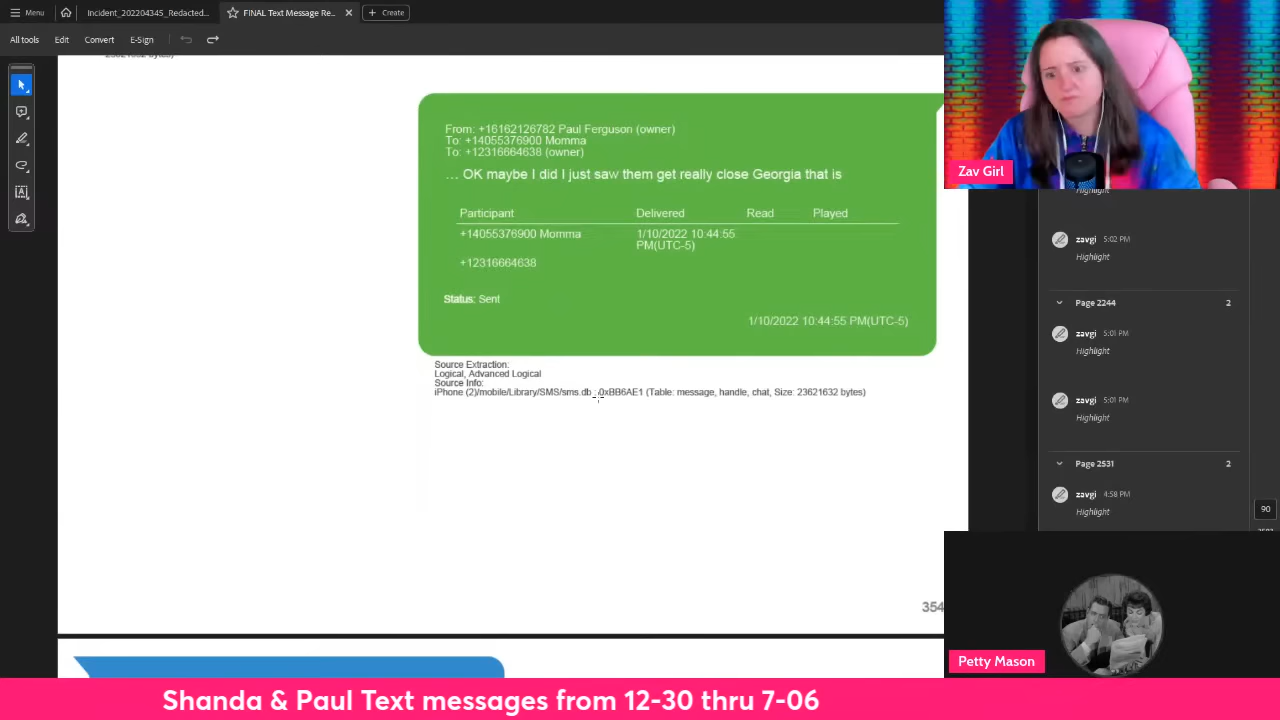 Menu
Incident_202204345_Redacted...
FINAL Text Message Re...
Create
All tools
Edit
Convert
E-Sign
From: +16162126782 Paul Ferguson (owner)
To: +14055376900 Momma
To: +12316664638 (owner)
… OK maybe I did I just saw them get really close Georgia that is
Participant Delivered Read Played
+14055376900 Momma 1/10/2022 10:44:55
PM(UTC-5)
+12316664638
Status: Sent
1/10/2022 10:44:55 PM(UTC-5)
Source Extraction:
Logical, Advanced Logical
Source Info:
iPhone (2)/mobile/Library/SMS/sms.db : 0xBB6AE1 (Table: message, handle, chat, Size: 23621632 bytes)
354
Zav Girl
Highlight
zavgi 5:02 PM
Highlight
Page 2244 2
zavgi 5:01 PM
Highlight
zavgi 5:01 PM
Highlight
Page 2531 2
zavgi 4:58 PM
Highlight
90
Petty Mason
Shanda & Paul Text messages from 12-30 thru 7-06